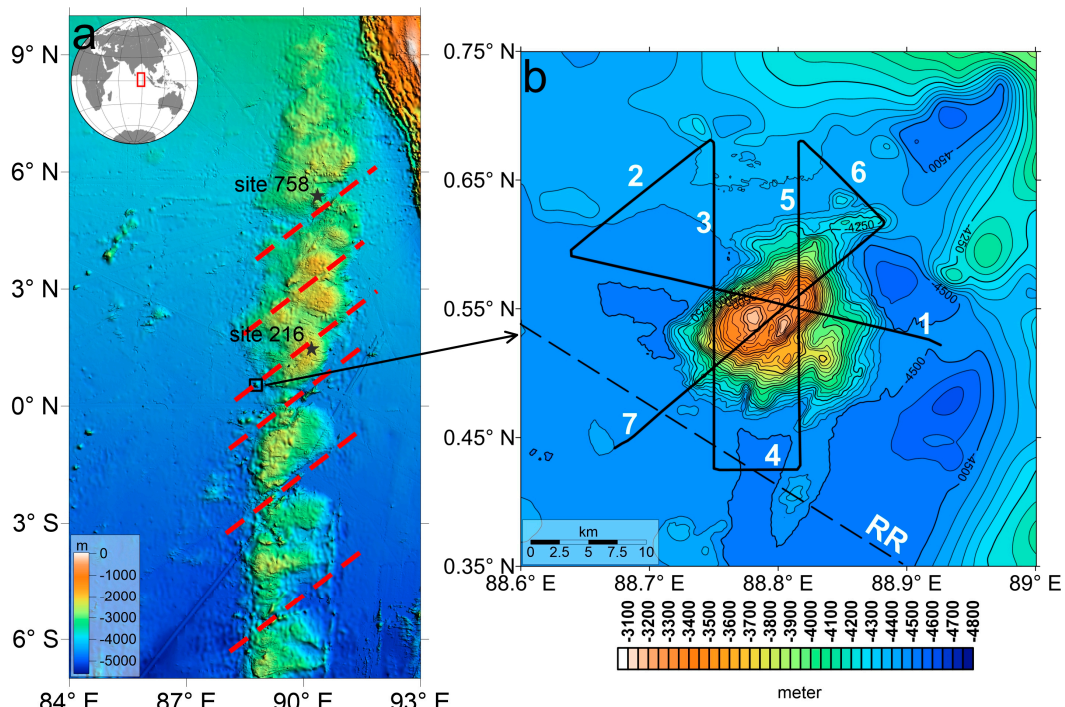 a
9° N
6° N
3° N
0° N
3° S
6° S
84° E
87° E
90° E
93° E
site 758
site 216
m
0
-1000
-2000
-3000
-4000
-5000
b
0.75° N
0.65° N
0.55° N
0.45° N
0.35° N
88.6° E
88.7° E
88.8° E
88.9° E
89° E
2
3
5
6
1
7
4
RR
-4500
-4250
-4250
-4500
-4500
-4500
km
0 2.5 5 7.5 10
-3100 -3200 -3300 -3400 -3500 -3600 -3700 -3800 -3900 -4000 -4100 -4200 -4300 -4400 -4500 -4600 -4700 -4800
meter